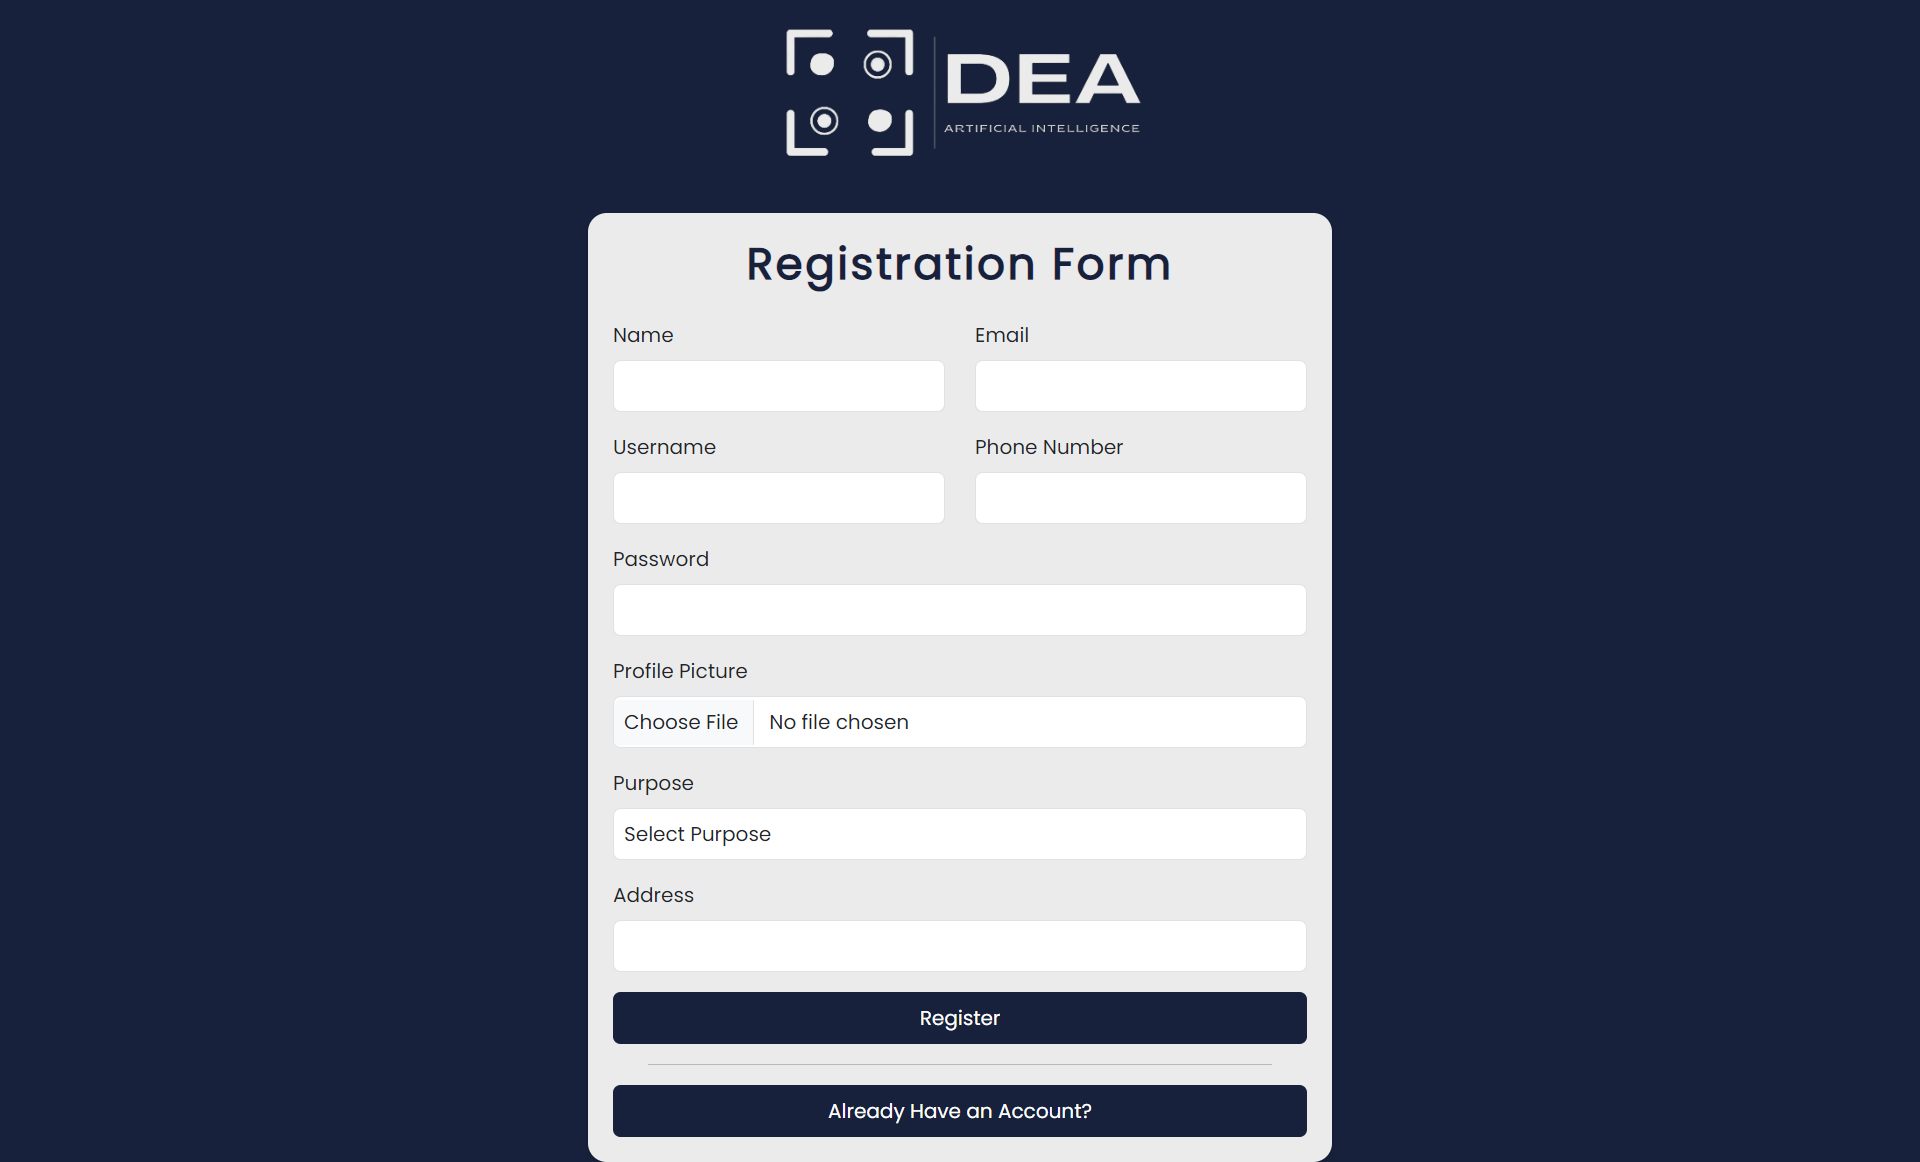 DEA
ARTIFICIAL INTELLIGENCE
Registration Form
Name
Email
Username
Phone Number
Password
Profile Picture
Choose File No file chosen
Purpose
Select Purpose
Address
Register
Already Have an Account?